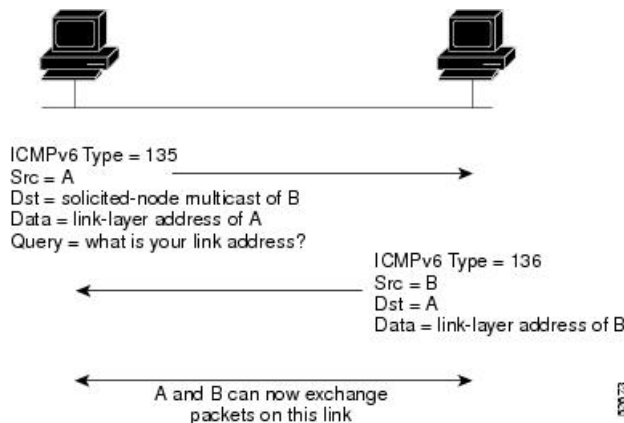 ICMPv6 Type = 135
Src = A
Dst = solicited-node multicast of B
Data = link-layer address of A
Query = what is your link address?
ICMPv6 Type = 136
Src = B
Dst = A
Data = link-layer address of B
A and B can now exchange
packets on this link